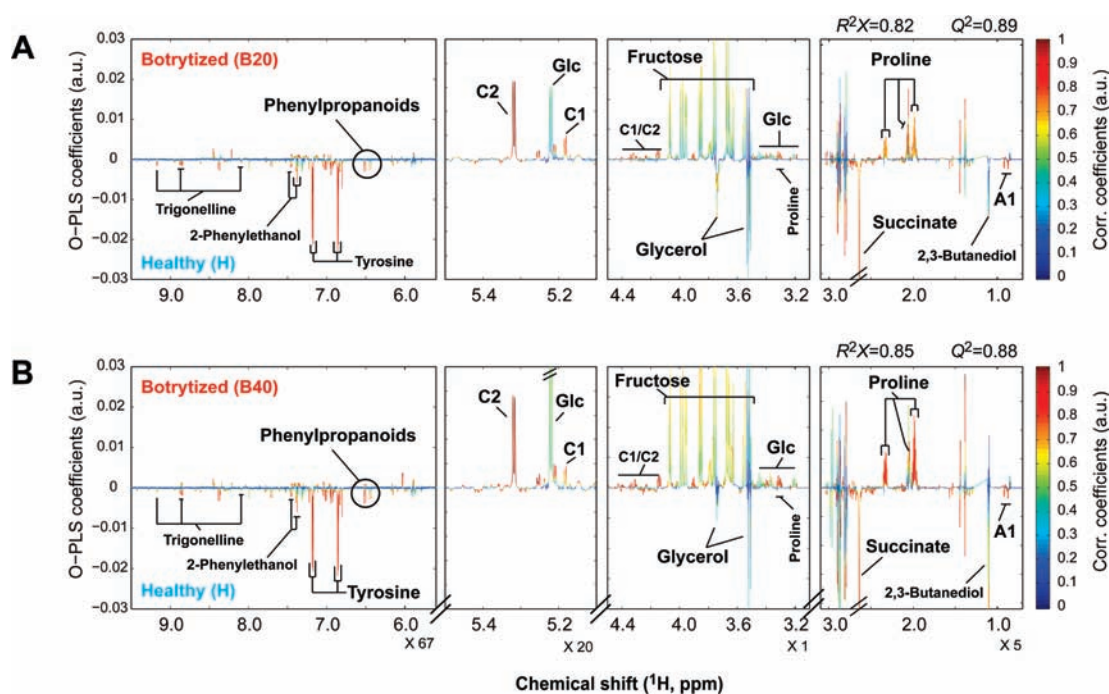 A
R²X=0.82 Q²=0.89
O−PLS coefficients (a.u.)
0.03
0.02
0.01
0
−0.01
−0.02
−0.03
Botrytized (B20)
Phenylpropanoids
Trigonelline
2-Phenylethanol
Tyrosine
Healthy (H)
9.0 8.0 7.0 6.0
C2
Glc
C1
5.4 5.2
Fructose
C1/C2
Glc
Proline
Glycerol
4.4 4.0 3.6 3.2
Proline
Succinate
A1
2,3-Butanediol
3.0 2.0 1.0
1
0.9
0.8
0.7
0.6
0.5
0.4
0.3
0.2
0.1
0
Corr. coefficients (a.u.)
B
R²X=0.85 Q²=0.88
O−PLS coefficients (a.u.)
0.03
0.02
0.01
0
−0.01
−0.02
−0.03
Botrytized (B40)
Phenylpropanoids
Trigonelline
2-Phenylethanol
Tyrosine
Healthy (H)
9.0 8.0 7.0 6.0
X 67
C2
Glc
C1
5.4 5.2
X 20
Fructose
C1/C2
Glc
Proline
Glycerol
4.4 4.0 3.6 3.2
X 1
Proline
Succinate
A1
2,3-Butanediol
3.0 2.0 1.0
X 5
1
0.9
0.8
0.7
0.6
0.5
0.4
0.3
0.2
0.1
0
Corr. coefficients (a.u.)
Chemical shift (¹H, ppm)